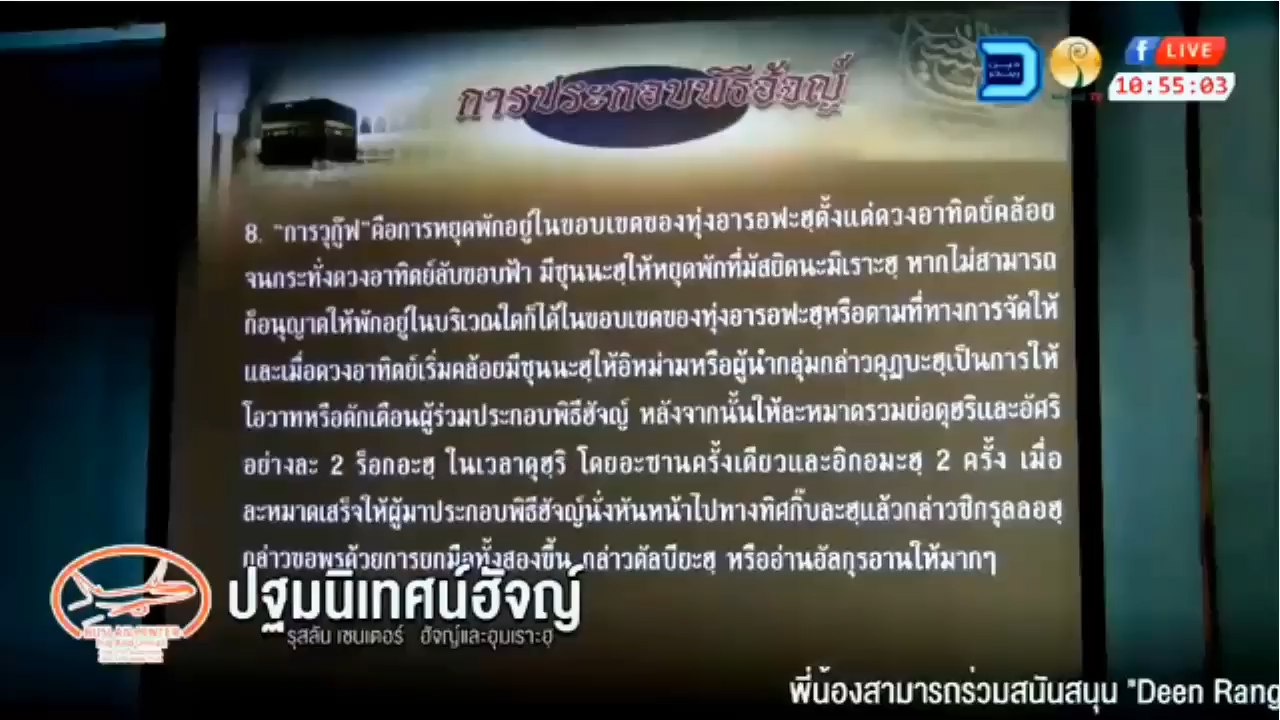 การประกอบพิธีฮัจญ์
LIVE
10:55:03
8. "การวุกู๊ฟ"คือการหยุดพักอยู่ในขอบเขตของทุ่งอารอฟะฮฺตั้งแต่ดวงอาทิตย์คล้อย
จนกระทั่งดวงอาทิตย์ลับขอบฟ้า มีซุนนะฮฺให้หยุดพักที่มัสยิดนะมิเราะฮฺ หากไม่สามารถ
ก็อนุญาตให้พักอยู่ในบริเวณใดก็ได้ในขอบเขตของทุ่งอารอฟะฮฺหรือตามที่ทางการจัดให้
และเมื่อดวงอาทิตย์เริ่มคล้อยมีซุนนะฮฺให้อิหม่ามหรือผู้นำกลุ่มกล่าวคุฏบะฮฺเป็นการให้
โอวาทหรือตักเตือนผู้ร่วมประกอบพิธีฮัจญ์ หลังจากนั้นให้ละหมาดรวมย่อดุฮฺริและอัศริ
อย่างละ 2 ร็อกอะฮฺ ในเวลาดุฮฺริ โดยอะซานครั้งเดียวและอิกอมะฮฺ 2 ครั้ง เมื่อ
ละหมาดเสร็จให้ผู้มาประกอบพิธีฮัจญ์นั่งหันหน้าไปทางทิศกิ๊บละฮฺแล้วกล่าวซิกรุลลอฮฺ
กล่าวขอพรด้วยการยกมือทั้งสองขึ้น กล่าวตัลบียะฮฺ หรืออ่านอัลกุรอานให้มากๆ
ปฐมนิเทศน์ฮัจญ์
รุสลัน เซนเตอร์ ฮัจญ์และอุมเราะฮฺ
พี่น้องสามารถร่วมสนันสนุน "Deen Rang